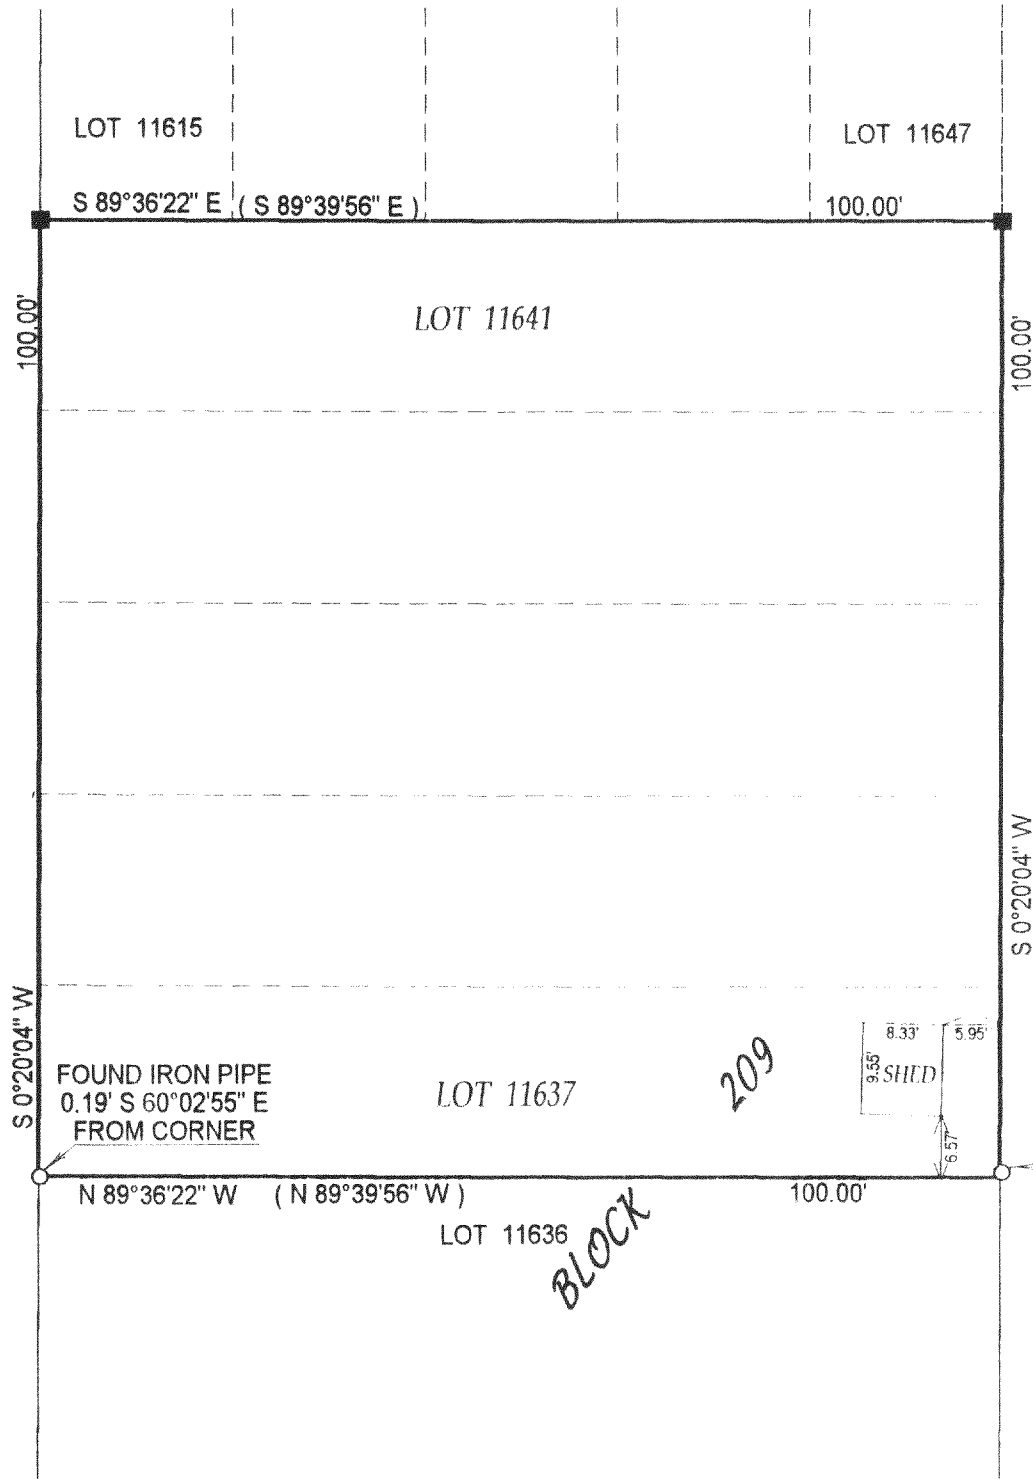 LOT 11615
LOT 11647
S 89°36'22" E ( S 89°39'56" E )
100.00'
100.00'
LOT 11641
100.00'
S 0°20'04" W
S 0°20'04" W
8.33'
5.95'
9.55'
SHED
6.57'
FOUND IRON PIPE
0.19' S 60°02'55" E
FROM CORNER
LOT 11637
BLOCK 209
N 89°36'22" W ( N 89°39'56" W )
100.00'
LOT 11636